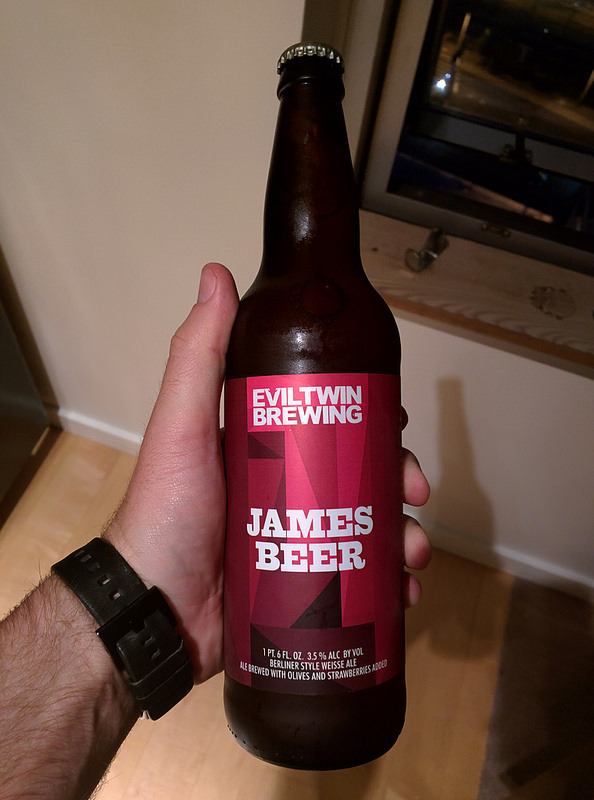 EVILTWIN
BREWING
JAMES
BEER
1 PT. 6 FL. OZ. 3.5 % ALC BY VOL
BERLINER STYLE WEISSE ALE
ALE BREWED WITH OLIVES AND STRAWBERRIES ADDED